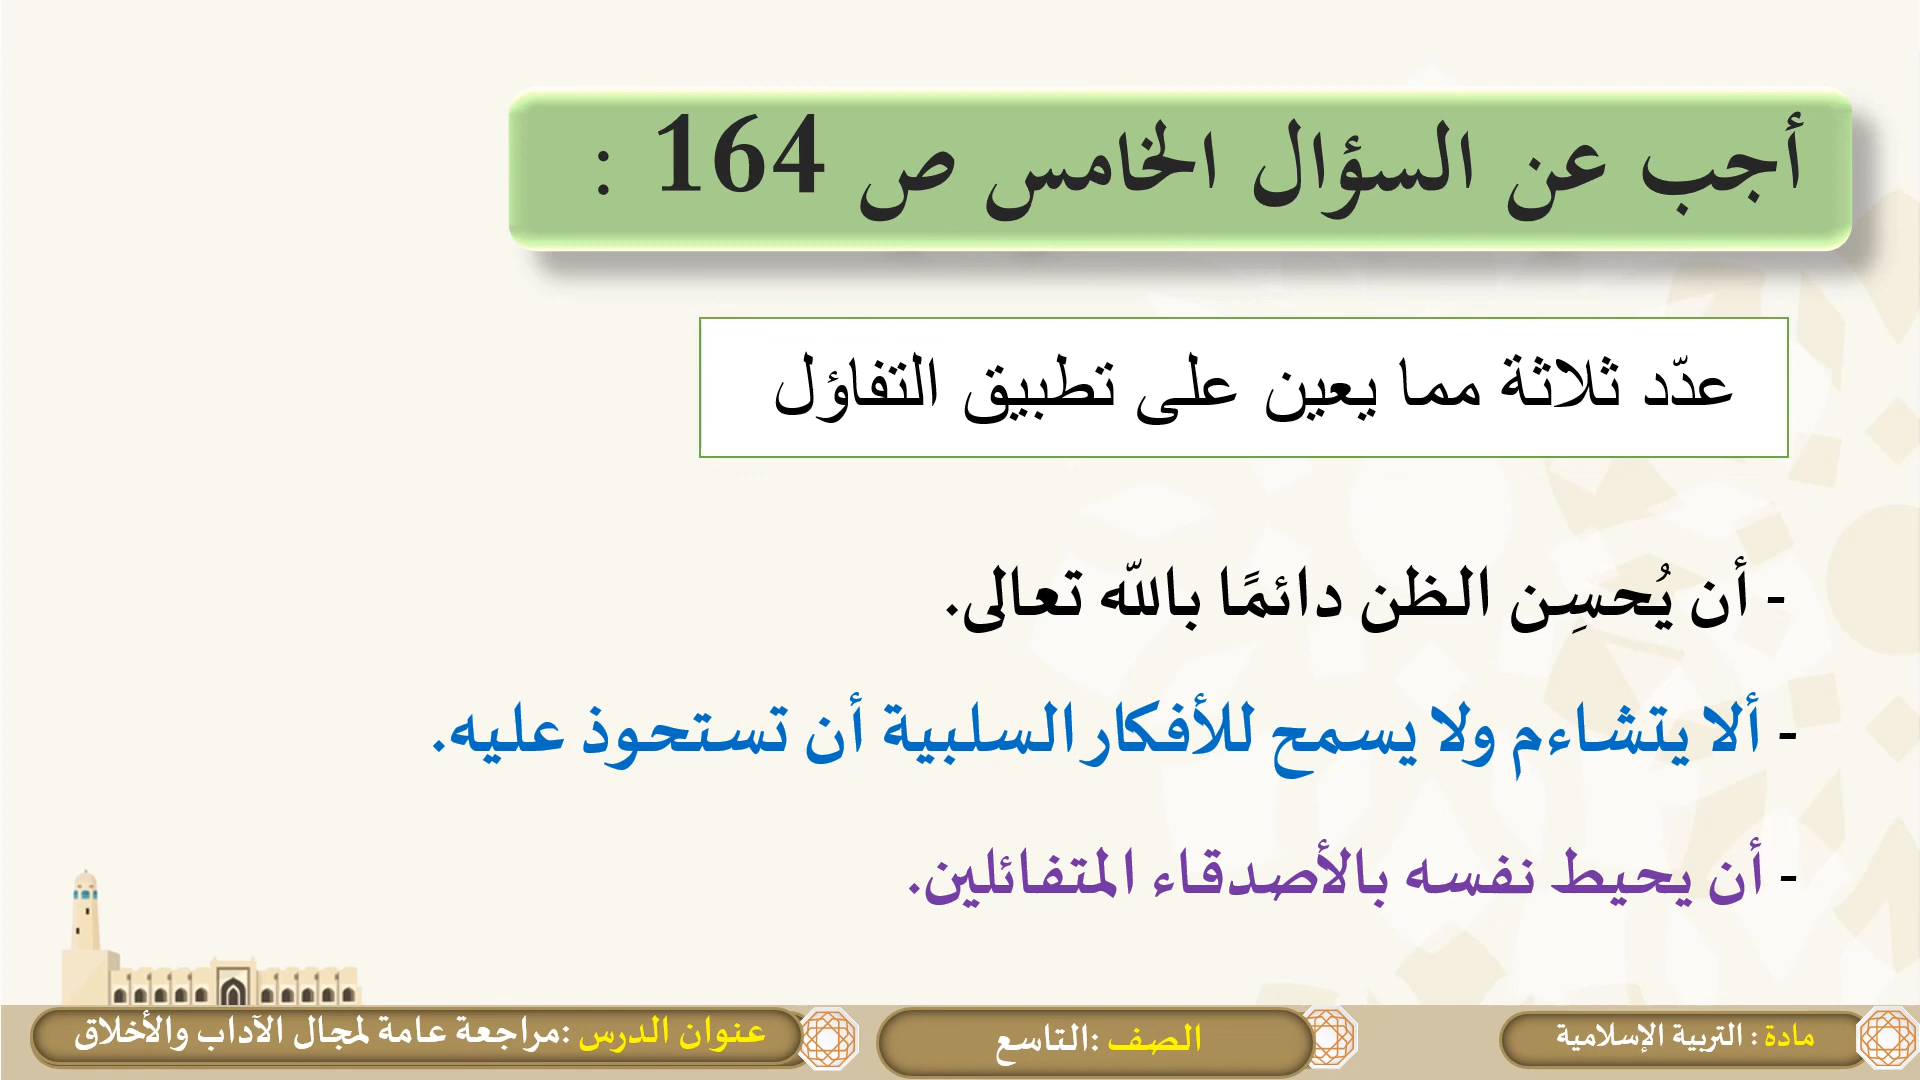 أجب عن السؤال الخامس ص 164 :
عدّد ثلاثة مما يعين على تطبيق التفاؤل
- أن يُحسِن الظن دائمًا بالله تعالى.
- ألا يتشاءم ولا يسمح للأفكار السلبية أن تستحوذ عليه.
- أن يحيط نفسه بالأصدقاء المتفائلين.
مادة : التربية الإسلامية
الصف :التاسع
عنوان الدرس :مراجعة عامة لمجال الآداب والأخلاق